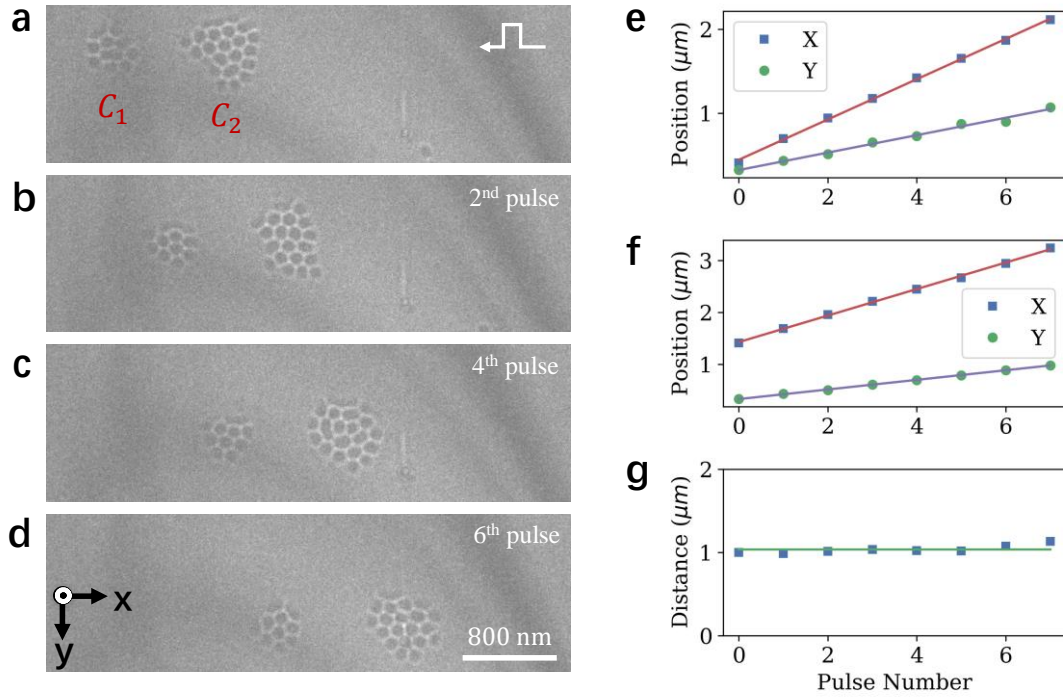 a
C₁
C₂
b
2ⁿᵈ pulse
c
4ᵗʰ pulse
d
6ᵗʰ pulse
x
y
800 nm
e
Position (μm)
2
1
X
Y
0
2
4
6
f
Position (μm)
3
2
1
X
Y
0
2
4
6
g
Distance (μm)
2
1
0
0
2
4
6
Pulse Number